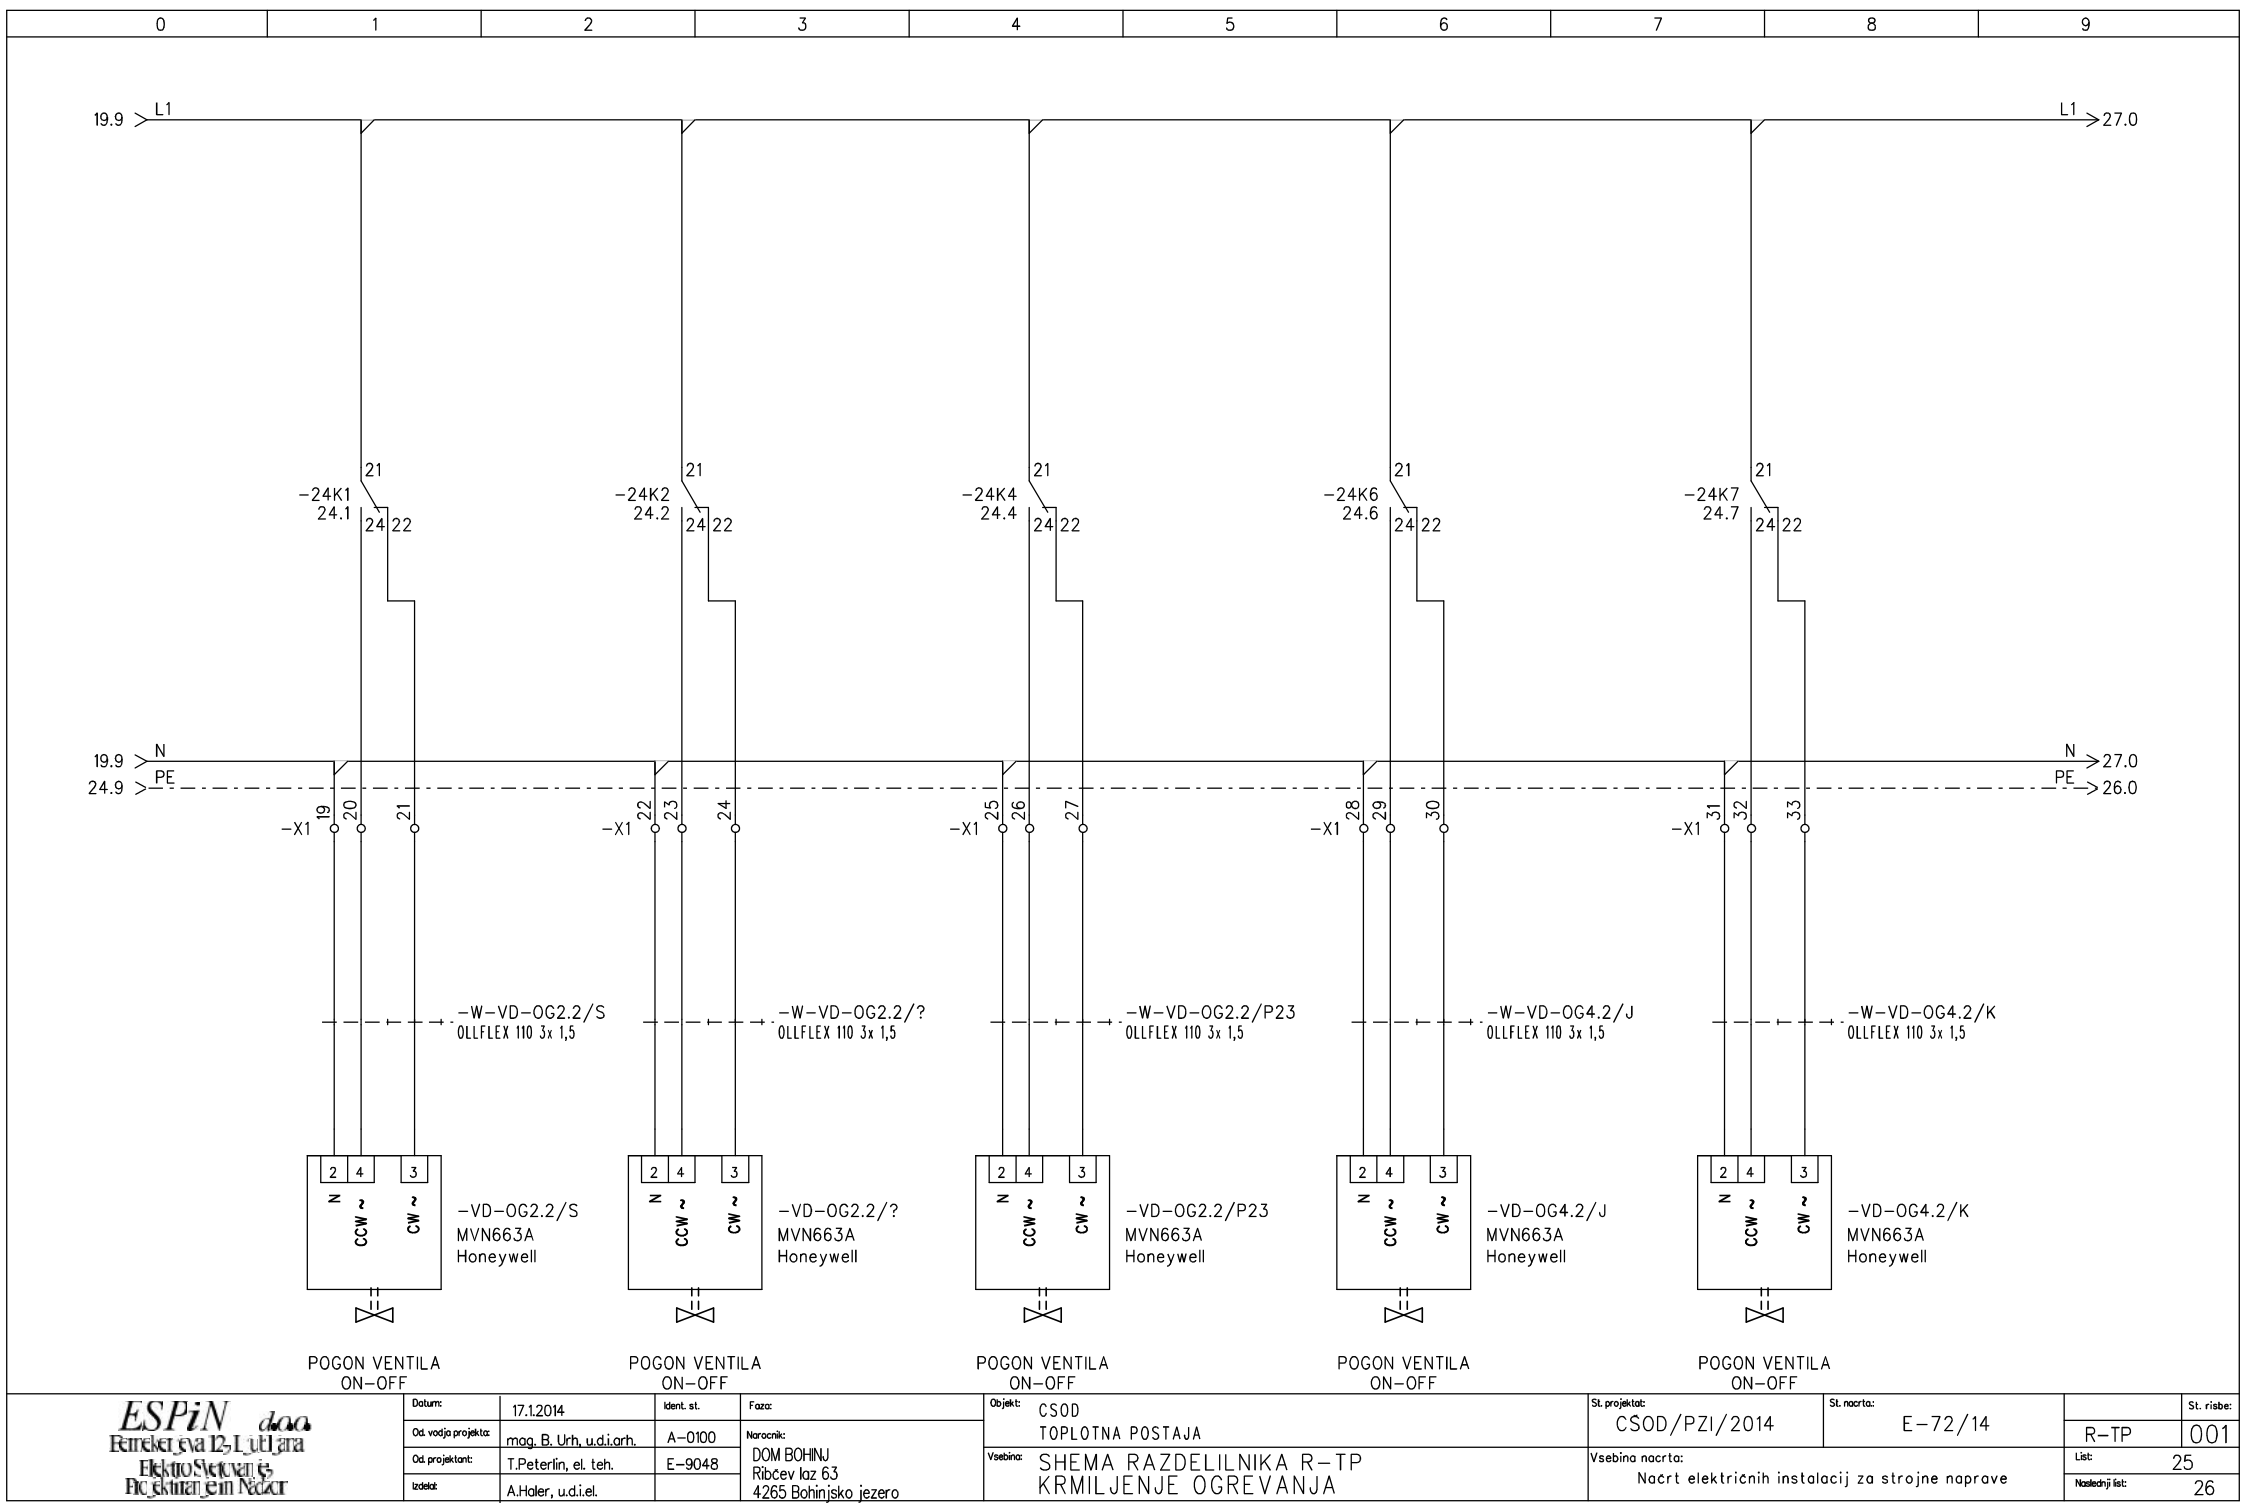 0 1 2 3 4 5 6 7 8 9
19.9 L1 L1 27.0
21 21 21 21 21
-24K1 -24K2 -24K4 -24K6 -24K7
24.1 24.2 24.4 24.6 24.7
24 22 24 22 24 22 24 22 24 22
19.9 N N 27.0
24.9 PE PE 26.0
19 20 21 22 23 24 25 26 27 28 29 30 31 32 33
-X1 -X1 -X1 -X1 -X1
-W-VD-OG2.2/S -W-VD-OG2.2/? -W-VD-OG2.2/P23 -W-VD-OG4.2/J -W-VD-OG4.2/K
OLLFLEX 110 3x 1,5 OLLFLEX 110 3x 1,5 OLLFLEX 110 3x 1,5 OLLFLEX 110 3x 1,5 OLLFLEX 110 3x 1,5
2 4 3 2 4 3 2 4 3 2 4 3 2 4 3
N CCW ~ CW ~ N CCW ~ CW ~ N CCW ~ CW ~ N CCW ~ CW ~ N CCW ~ CW ~
-VD-OG2.2/S -VD-OG2.2/? -VD-OG2.2/P23 -VD-OG4.2/J -VD-OG4.2/K
MVN663A MVN663A MVN663A MVN663A MVN663A
Honeywell Honeywell Honeywell Honeywell Honeywell
POGON VENTILA POGON VENTILA POGON VENTILA POGON VENTILA POGON VENTILA
ON-OFF ON-OFF ON-OFF ON-OFF ON-OFF
ESPiN d.o.o.
Elektro Svetovanje,
Projektiranje in Nadzor
Datum: 17.1.2014 Ident. st.
Od. vodja projekta: mag. B. Urh, u.d.i.arh. A-0100
Od. projektant: T.Peterlin, el. teh. E-9048
Izdelal: A.Haler, u.d.i.el.
Faza:
Narocnik:
DOM BOHINJ
Ribčev laz 63
4265 Bohinjsko jezero
Objekt: CSOD
TOPLOTNA POSTAJA
Vsebina: SHEMA RAZDELILNIKA R-TP
KRMILJENJE OGREVANJA
St. projektat: CSOD/PZI/2014
St. nacrta.: E-72/14
Vsebina nacrta:
Nacrt električnih instalacij za strojne naprave
St. risbe:
R-TP 001
List: 25
Naslednji list: 26